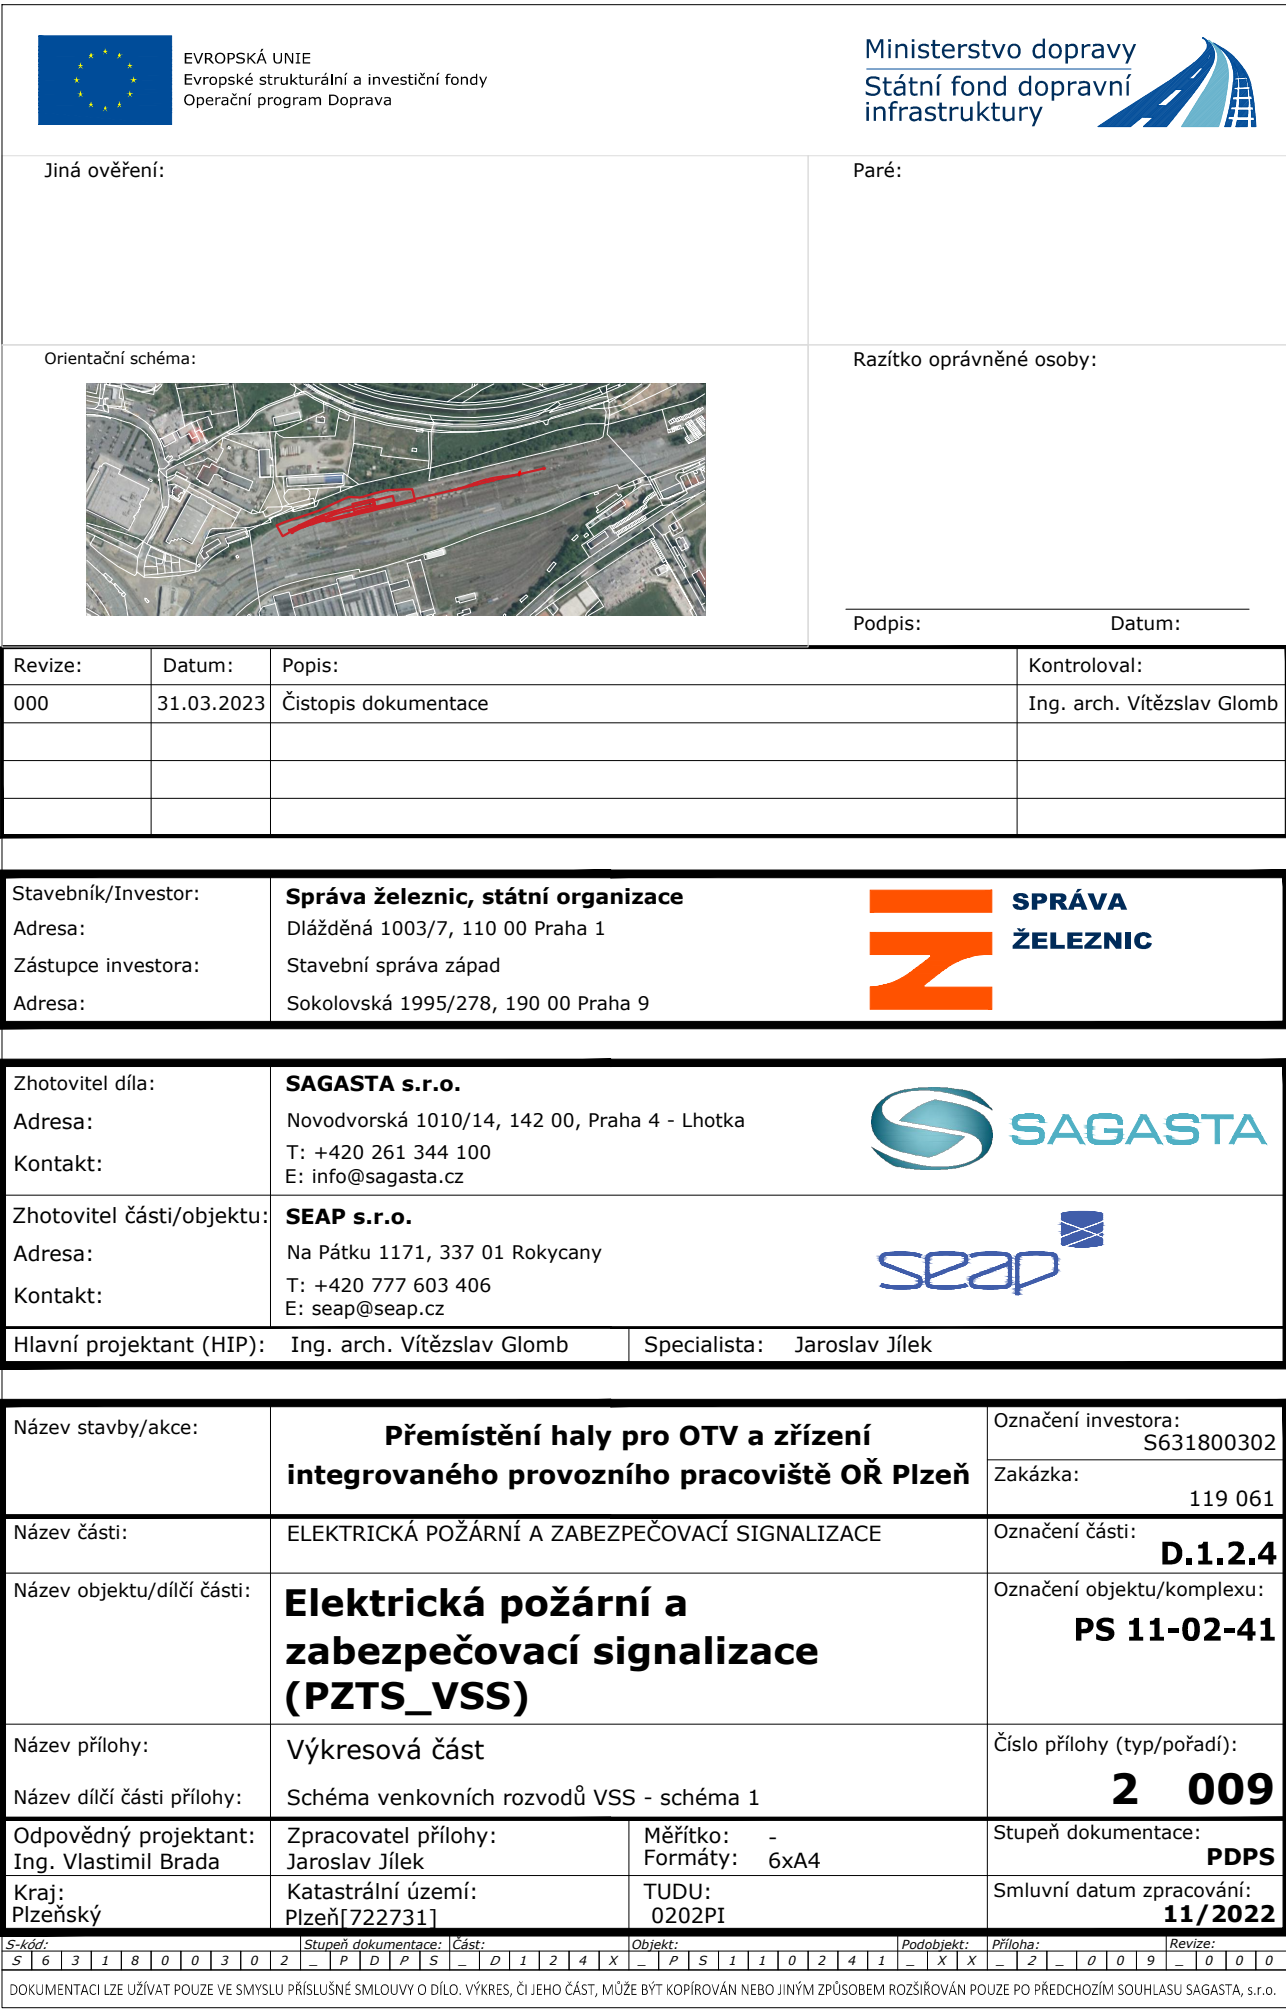 EVROPSKÁ UNIE
Evropské strukturální a investiční fondy
Operační program Doprava
Ministerstvo dopravy
Státní fond dopravní
infrastruktury
Jiná ověření:
Paré:
Orientační schéma:
Razítko oprávněné osoby:
Podpis: Datum:
Revize: Datum: Popis: Kontroloval:
000 31.03.2023 Čistopis dokumentace Ing. arch. Vítězslav Glomb
Stavebník/Investor: Správa železnic, státní organizace
Adresa: Dlážděná 1003/7, 110 00 Praha 1
Zástupce investora: Stavební správa západ
Adresa: Sokolovská 1995/278, 190 00 Praha 9
SPRÁVA
ŽELEZNIC
Zhotovitel díla: SAGASTA s.r.o.
Adresa: Novodvorská 1010/14, 142 00, Praha 4 - Lhotka
Kontakt: T: +420 261 344 100
E: info@sagasta.cz
SAGASTA
Zhotovitel části/objektu: SEAP s.r.o.
Adresa: Na Pátku 1171, 337 01 Rokycany
Kontakt: T: +420 777 603 406
E: seap@seap.cz
seap
Hlavní projektant (HIP): Ing. arch. Vítězslav Glomb Specialista: Jaroslav Jílek
Název stavby/akce: Přemístění haly pro OTV a zřízení
integrovaného provozního pracoviště OŘ Plzeň
Označení investora:
S631800302
Zakázka:
119 061
Název části: ELEKTRICKÁ POŽÁRNÍ A ZABEZPEČOVACÍ SIGNALIZACE
Označení části:
D.1.2.4
Název objektu/dílčí části: Elektrická požární a
zabezpečovací signalizace
(PZTS_VSS)
Označení objektu/komplexu:
PS 11-02-41
Název přílohy: Výkresová část
Název dílčí části přílohy: Schéma venkovních rozvodů VSS - schéma 1
Číslo přílohy (typ/pořadí):
2 009
Odpovědný projektant: Zpracovatel přílohy: Měřítko: -
Ing. Vlastimil Brada Jaroslav Jílek Formáty: 6xA4
Stupeň dokumentace:
PDPS
Kraj: Katastrální území: TUDU:
Plzeňský Plzeň[722731] 0202PI
Smluvní datum zpracování:
11/2022
S-kód: Stupeň dokumentace: Část: Objekt: Podobjekt: Příloha: Revize:
S 6 3 1 8 0 0 3 0 2 _ P D P S _ D 1 2 4 X _ P S 1 1 0 2 4 1 _ X X _ 2 _ 0 0 9 _ 0 0 0
DOKUMENTACI LZE UŽÍVAT POUZE VE SMYSLU PŘÍSLUŠNÉ SMLOUVY O DÍLO. VÝKRES, ČI JEHO ČÁST, MŮŽE BÝT KOPÍROVÁN NEBO JINÝM ZPŮSOBEM ROZŠIŘOVÁN POUZE PO PŘEDCHOZÍM SOUHLASU SAGASTA, s.r.o.